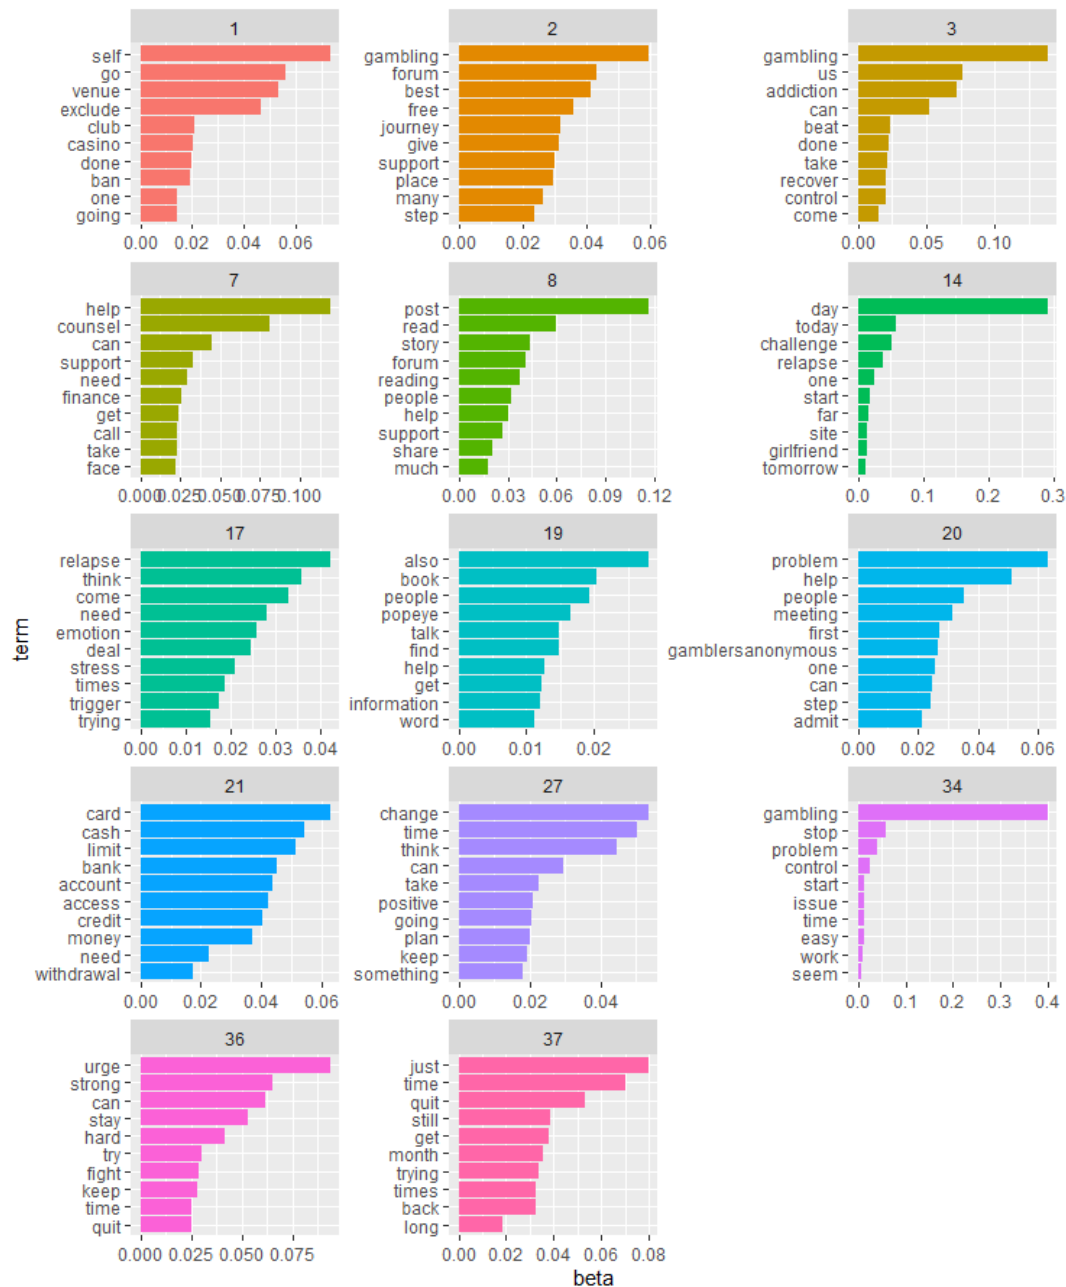 1 2 3
self gambling gambling
go forum us
venue best addiction
exclude free can
club journey beat
casino give done
done support take
ban place recover
one many control
going step come
0.00 0.02 0.04 0.06 0.00 0.02 0.04 0.06 0.00 0.05 0.10
7 8 14
help post day
counsel read today
can story challenge
support forum relapse
need reading one
finance people start
get help far
call support site
take share girlfriend
face much tomorrow
0.000 0.025 0.050 0.075 0.100 0.00 0.03 0.06 0.09 0.12 0.0 0.1 0.2 0.3
17 19 20
relapse also problem
think book help
come people people
need popeye meeting
emotion talk first
deal find gamblersanonymous
stress help one
times get can
trigger information step
trying word admit
0.00 0.01 0.02 0.03 0.04 0.00 0.01 0.02 0.00 0.02 0.04 0.06
term
21 27 34
card change gambling
cash time stop
limit think problem
bank can control
account take start
access positive issue
credit going time
money plan easy
need keep work
withdrawal something seem
0.00 0.02 0.04 0.06 0.00 0.02 0.04 0.0 0.1 0.2 0.3 0.4
36 37
urge just
strong time
can quit
stay still
hard get
try month
fight trying
keep times
time back
quit long
0.000 0.025 0.050 0.075 0.00 0.02 0.04 0.06 0.08
beta